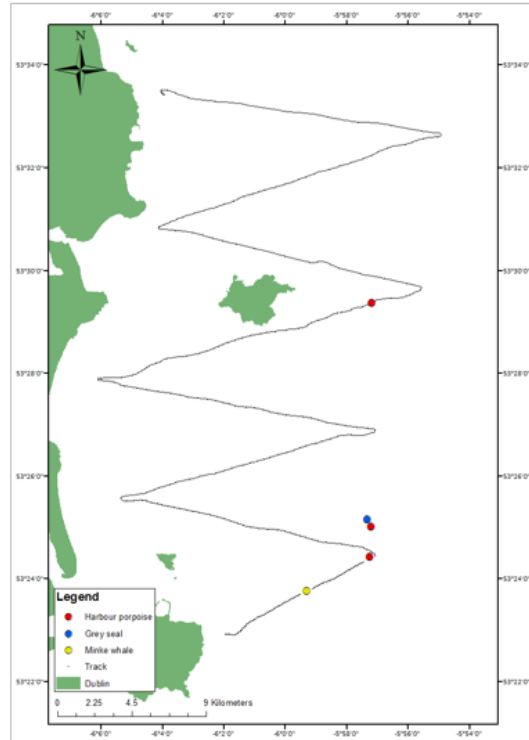 -6°6'0" -6°4'0" -6°2'0" -6°0'0" -5°58'0" -5°56'0" -5°54'0"
N
53°34'0" 53°34'0"
53°32'0" 53°32'0"
53°30'0" 53°30'0"
53°28'0" 53°28'0"
53°26'0" 53°26'0"
53°24'0" 53°24'0"
53°22'0" 53°22'0"
Legend
Harbour porpoise
Grey seal
Minke whale
Track
Dublin
0 2.25 4.5 9 Kilometers
-6°6'0" -6°4'0" -6°2'0" -6°0'0" -5°58'0" -5°56'0" -5°54'0"